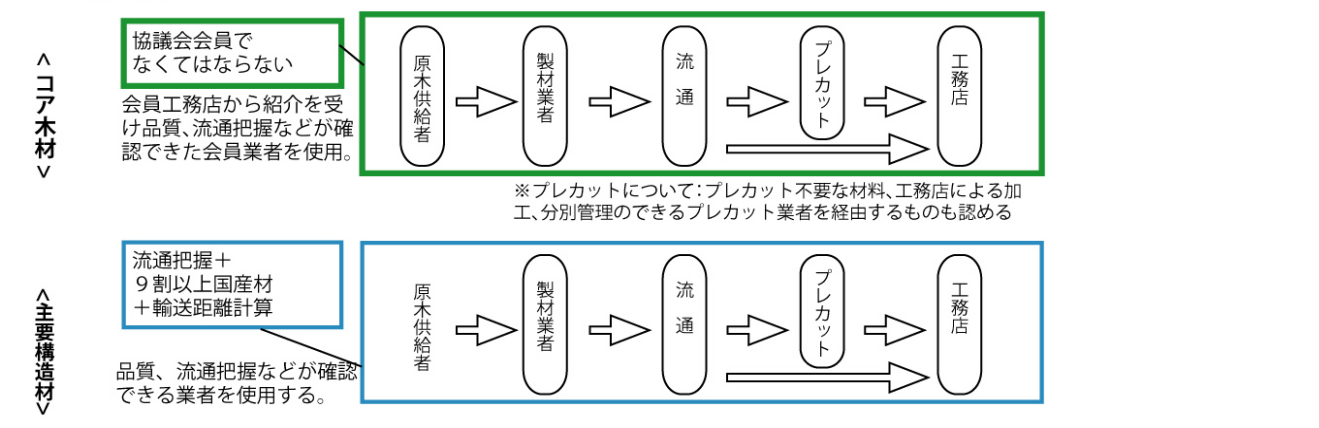 <コア木材>
協議会会員で
なくてはならない
会員工務店から紹介を受
け品質、流通把握などが確
認できた会員業者を使用。
原木供給者
製材業者
流通
プレカット
工務店
※プレカットについて：プレカット不要な材料、工務店による加
工、分別管理のできるプレカット業者を経由するものも認める
<主要構造材>
流通把握＋
９割以上国産材
＋輸送距離計算
品質、流通把握などが確認
できる業者を使用する。
原木供給者
製材業者
流通
プレカット
工務店